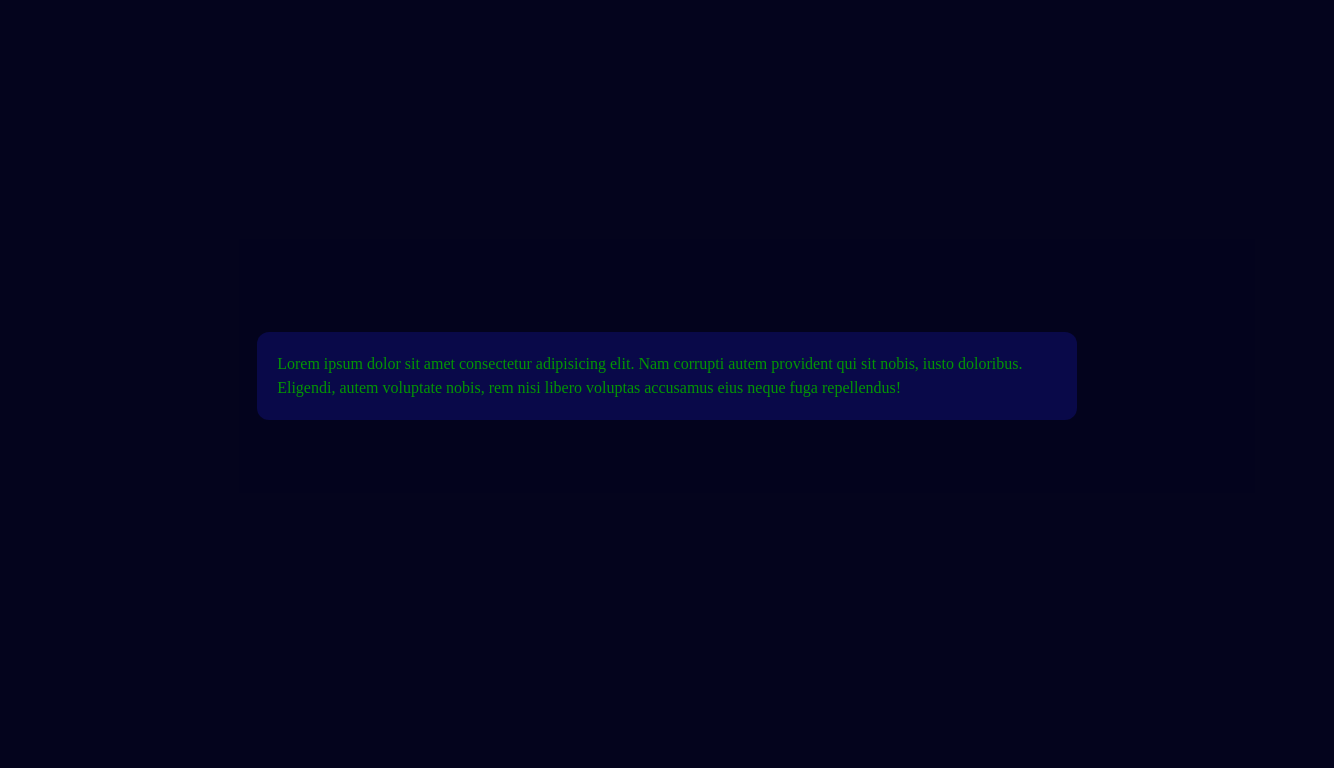 Lorem ipsum dolor sit amet consectetur adipisicing elit. Nam corrupti autem provident qui sit nobis, iusto doloribus.
Eligendi, autem voluptate nobis, rem nisi libero voluptas accusamus eius neque fuga repellendus!